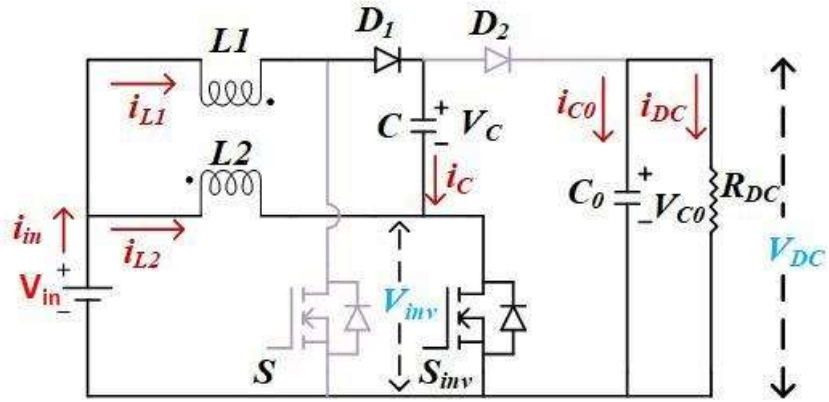 L1
D1
D2
iL1
C
+
VC
−
iC0
iDC
L2
iC
C0
+
VC0
−
RDC
iin
iL2
VDC
Vin
+
−
Vinv
S
Sinv